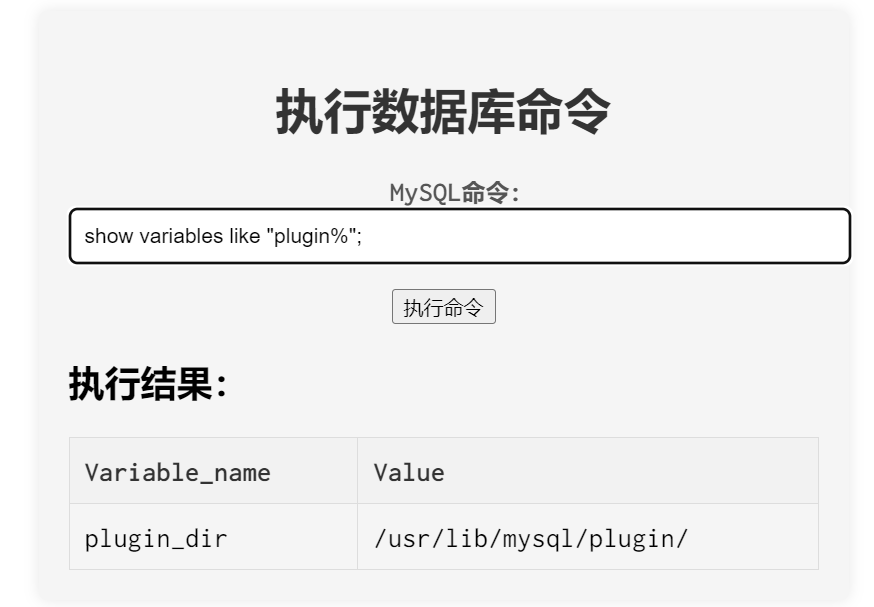 执行数据库命令
MySQL命令：
show variables like "plugin%";
执行命令
执行结果：
Variable_name Value
plugin_dir /usr/lib/mysql/plugin/